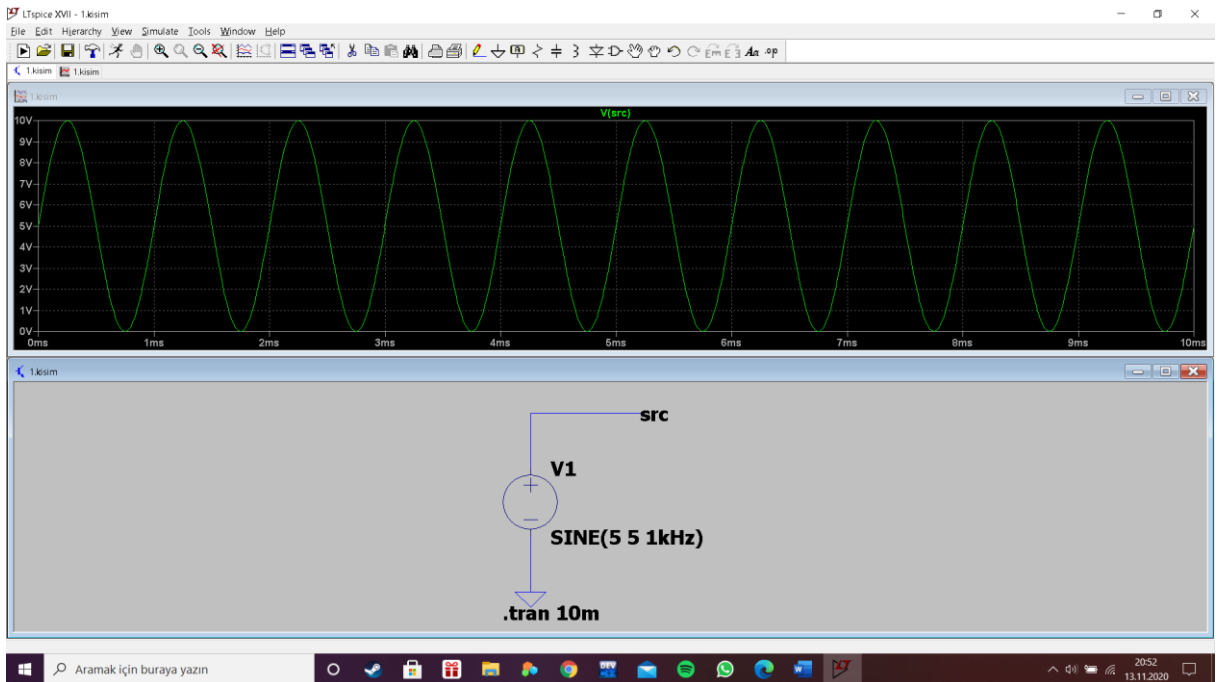 LTspice XVII - 1.kisim
File Edit Hierarchy View Simulate Tools Window Help
1.kisim 1.kisim
1.kisim
V(src)
10V
9V
8V
7V
6V
5V
4V
3V
2V
1V
0V
0ms 1ms 2ms 3ms 4ms 5ms 6ms 7ms 8ms 9ms 10ms
1.kisim
src
V1
SINE(5 5 1kHz)
.tran 10m
Aramak için buraya yazın
20:52
13.11.2020